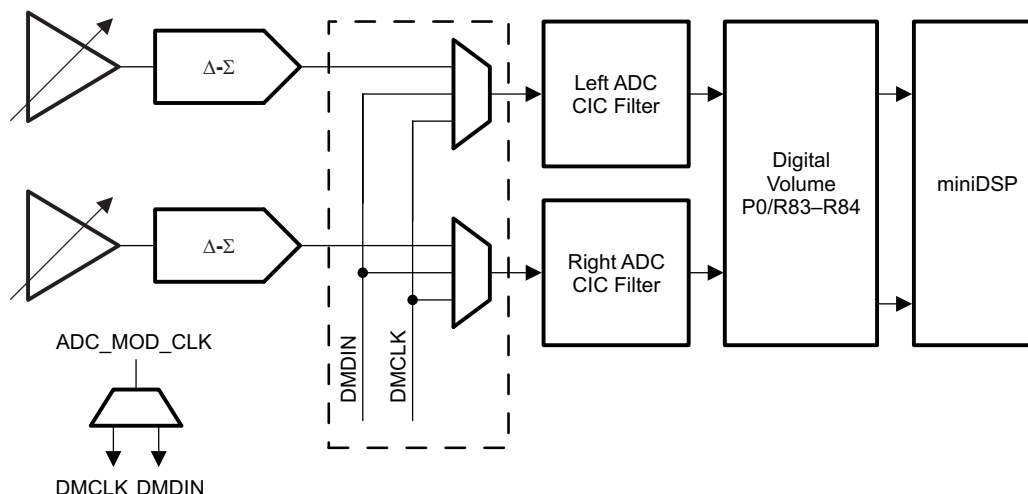 Δ-Σ
Left ADC
CIC Filter
Digital
Volume
P0/R83–R84
miniDSP
Δ-Σ
Right ADC
CIC Filter
DMDIN
DMCLK
ADC_MOD_CLK
DMCLK DMDIN